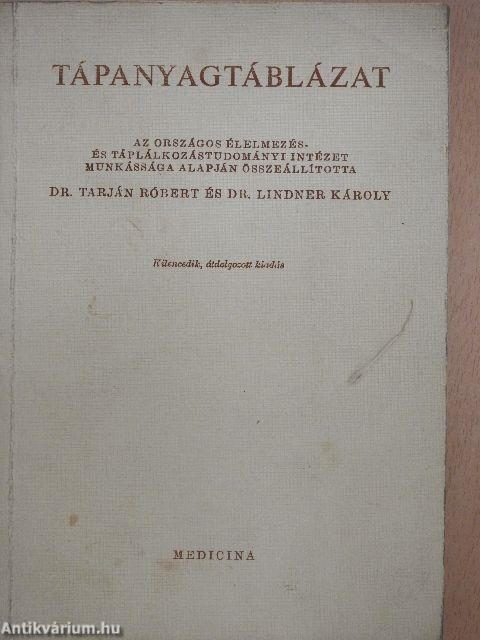 TÁPANYAGTÁBLÁZAT
AZ ORSZÁGOS ÉLELMEZÉS-
ÉS TÁPLÁLKOZÁSTUDOMÁNYI INTÉZET
MUNKÁSSÁGA ALAPJÁN ÖSSZEÁLLÍTOTTA
DR. TARJÁN RÓBERT ÉS DR. LINDNER KÁROLY
Kilencedik, átdolgozott kiadás
MEDICINA
Antikvárium.hu